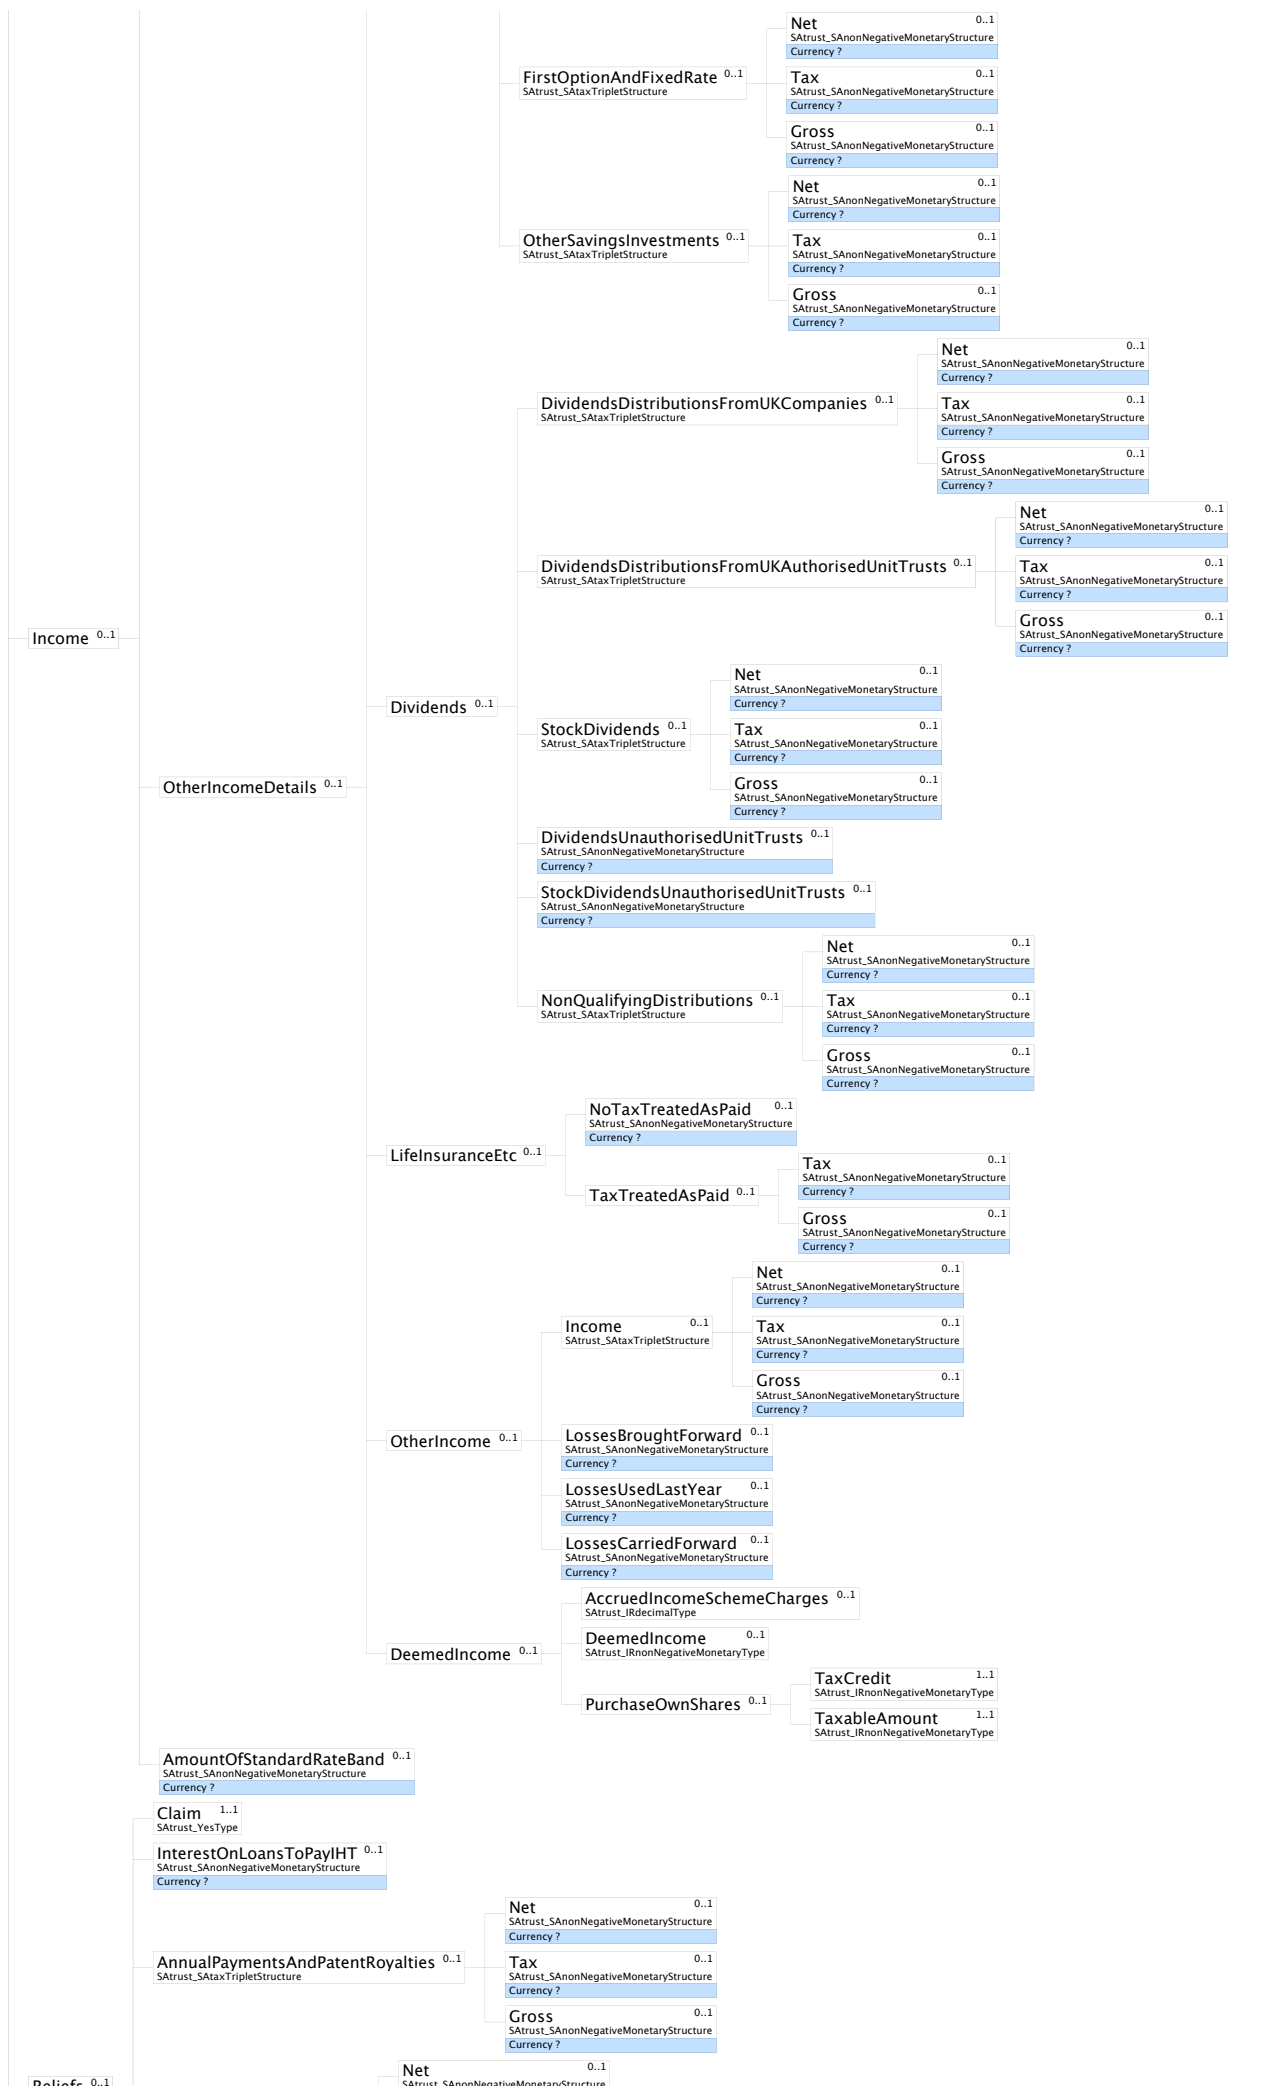 Net 0..1
SAtrust_SAnonNegativeMonetaryStructure
Currency ?
FirstOptionAndFixedRate 0..1
SAtrust_SAtaxTripletStructure
Tax 0..1
SAtrust_SAnonNegativeMonetaryStructure
Currency ?
Gross 0..1
SAtrust_SAnonNegativeMonetaryStructure
Currency ?
Net 0..1
SAtrust_SAnonNegativeMonetaryStructure
Currency ?
OtherSavingsInvestments 0..1
SAtrust_SAtaxTripletStructure
Tax 0..1
SAtrust_SAnonNegativeMonetaryStructure
Currency ?
Gross 0..1
SAtrust_SAnonNegativeMonetaryStructure
Currency ?
Net 0..1
SAtrust_SAnonNegativeMonetaryStructure
Currency ?
DividendsDistributionsFromUKCompanies 0..1
SAtrust_SAtaxTripletStructure
Tax 0..1
SAtrust_SAnonNegativeMonetaryStructure
Currency ?
Gross 0..1
SAtrust_SAnonNegativeMonetaryStructure
Currency ?
Net 0..1
SAtrust_SAnonNegativeMonetaryStructure
Currency ?
DividendsDistributionsFromUKAuthorisedUnitTrusts 0..1
SAtrust_SAtaxTripletStructure
Tax 0..1
SAtrust_SAnonNegativeMonetaryStructure
Currency ?
Gross 0..1
SAtrust_SAnonNegativeMonetaryStructure
Currency ?
Income 0..1
Net 0..1
SAtrust_SAnonNegativeMonetaryStructure
Currency ?
Dividends 0..1
StockDividends 0..1
SAtrust_SAtaxTripletStructure
Tax 0..1
SAtrust_SAnonNegativeMonetaryStructure
Currency ?
OtherIncomeDetails 0..1
Gross 0..1
SAtrust_SAnonNegativeMonetaryStructure
Currency ?
DividendsUnauthorisedUnitTrusts 0..1
SAtrust_SAnonNegativeMonetaryStructure
Currency ?
StockDividendsUnauthorisedUnitTrusts 0..1
SAtrust_SAnonNegativeMonetaryStructure
Currency ?
Net 0..1
SAtrust_SAnonNegativeMonetaryStructure
Currency ?
NonQualifyingDistributions 0..1
SAtrust_SAtaxTripletStructure
Tax 0..1
SAtrust_SAnonNegativeMonetaryStructure
Currency ?
Gross 0..1
SAtrust_SAnonNegativeMonetaryStructure
Currency ?
NoTaxTreatedAsPaid 0..1
SAtrust_SAnonNegativeMonetaryStructure
Currency ?
LifeInsuranceEtc 0..1
Tax 0..1
SAtrust_SAnonNegativeMonetaryStructure
Currency ?
TaxTreatedAsPaid 0..1
Gross 0..1
SAtrust_SAnonNegativeMonetaryStructure
Currency ?
Net 0..1
SAtrust_SAnonNegativeMonetaryStructure
Currency ?
Income 0..1
SAtrust_SAtaxTripletStructure
Tax 0..1
SAtrust_SAnonNegativeMonetaryStructure
Currency ?
Gross 0..1
SAtrust_SAnonNegativeMonetaryStructure
Currency ?
OtherIncome 0..1
LossesBroughtForward 0..1
SAtrust_SAnonNegativeMonetaryStructure
Currency ?
LossesUsedLastYear 0..1
SAtrust_SAnonNegativeMonetaryStructure
Currency ?
LossesCarriedForward 0..1
SAtrust_SAnonNegativeMonetaryStructure
Currency ?
AccruedIncomeSchemeCharges 0..1
SAtrust_IRdecimalType
DeemedIncome 0..1
DeemedIncome 0..1
SAtrust_IRnonNegativeMonetaryType
PurchaseOwnShares 0..1
TaxCredit 1..1
SAtrust_IRnonNegativeMonetaryType
TaxableAmount 1..1
SAtrust_IRnonNegativeMonetaryType
AmountOfStandardRateBand 0..1
SAtrust_SAnonNegativeMonetaryStructure
Currency ?
Claim 1..1
SAtrust_YesType
InterestOnLoansToPayIHT 0..1
SAtrust_SAnonNegativeMonetaryStructure
Currency ?
Net 0..1
SAtrust_SAnonNegativeMonetaryStructure
Currency ?
AnnualPaymentsAndPatentRoyalties 0..1
SAtrust_SAtaxTripletStructure
Tax 0..1
SAtrust_SAnonNegativeMonetaryStructure
Currency ?
Gross 0..1
SAtrust_SAnonNegativeMonetaryStructure
Currency ?
Net 0..1
SAtrust_SAnonNegativeMonetaryStructure
Reliefs 0..1